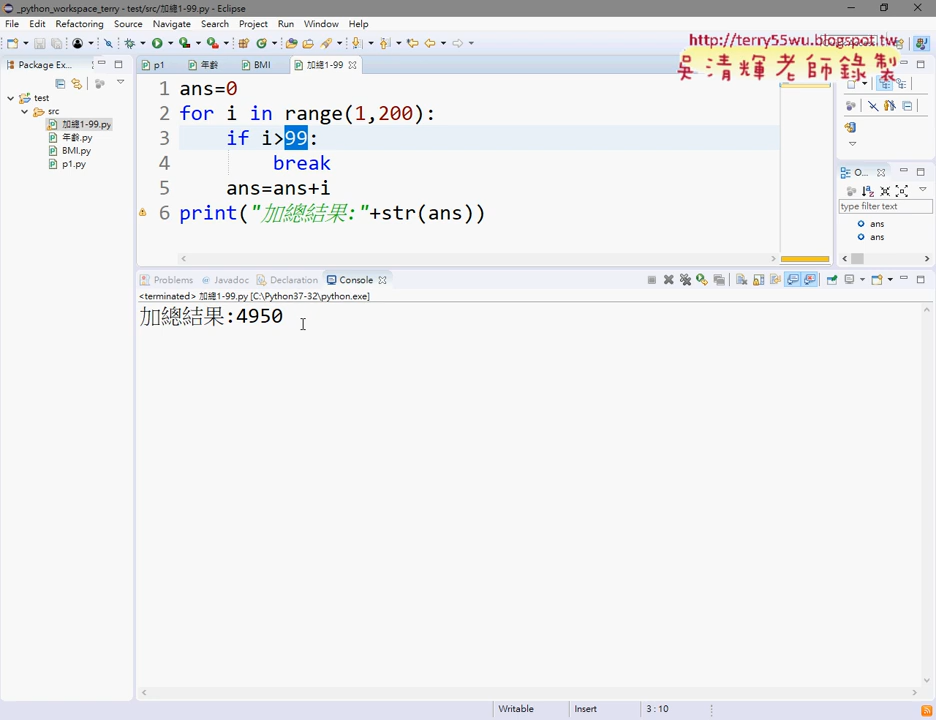 _python_workspace_terry - test/src/加總1-99.py - Eclipse
File Edit Refactoring Source Navigate Search Project Run Window Help
http://terry55wu.blogspot.tw
吳清輝老師錄製
Package Ex...
p1 年齡 BMI 加總1-99
test
src
加總1-99.py
年齡.py
BMI.py
p1.py
1 ans=0
2 for i in range(1,200):
3 if i>99:
4 break
5 ans=ans+i
6 print("加總結果:"+str(ans))
O...
type filter text
ans
ans
Problems Javadoc Declaration Console
<terminated> 加總1-99.py [C:\Python37-32\python.exe]
加總結果:4950
Writable Insert 3 : 10